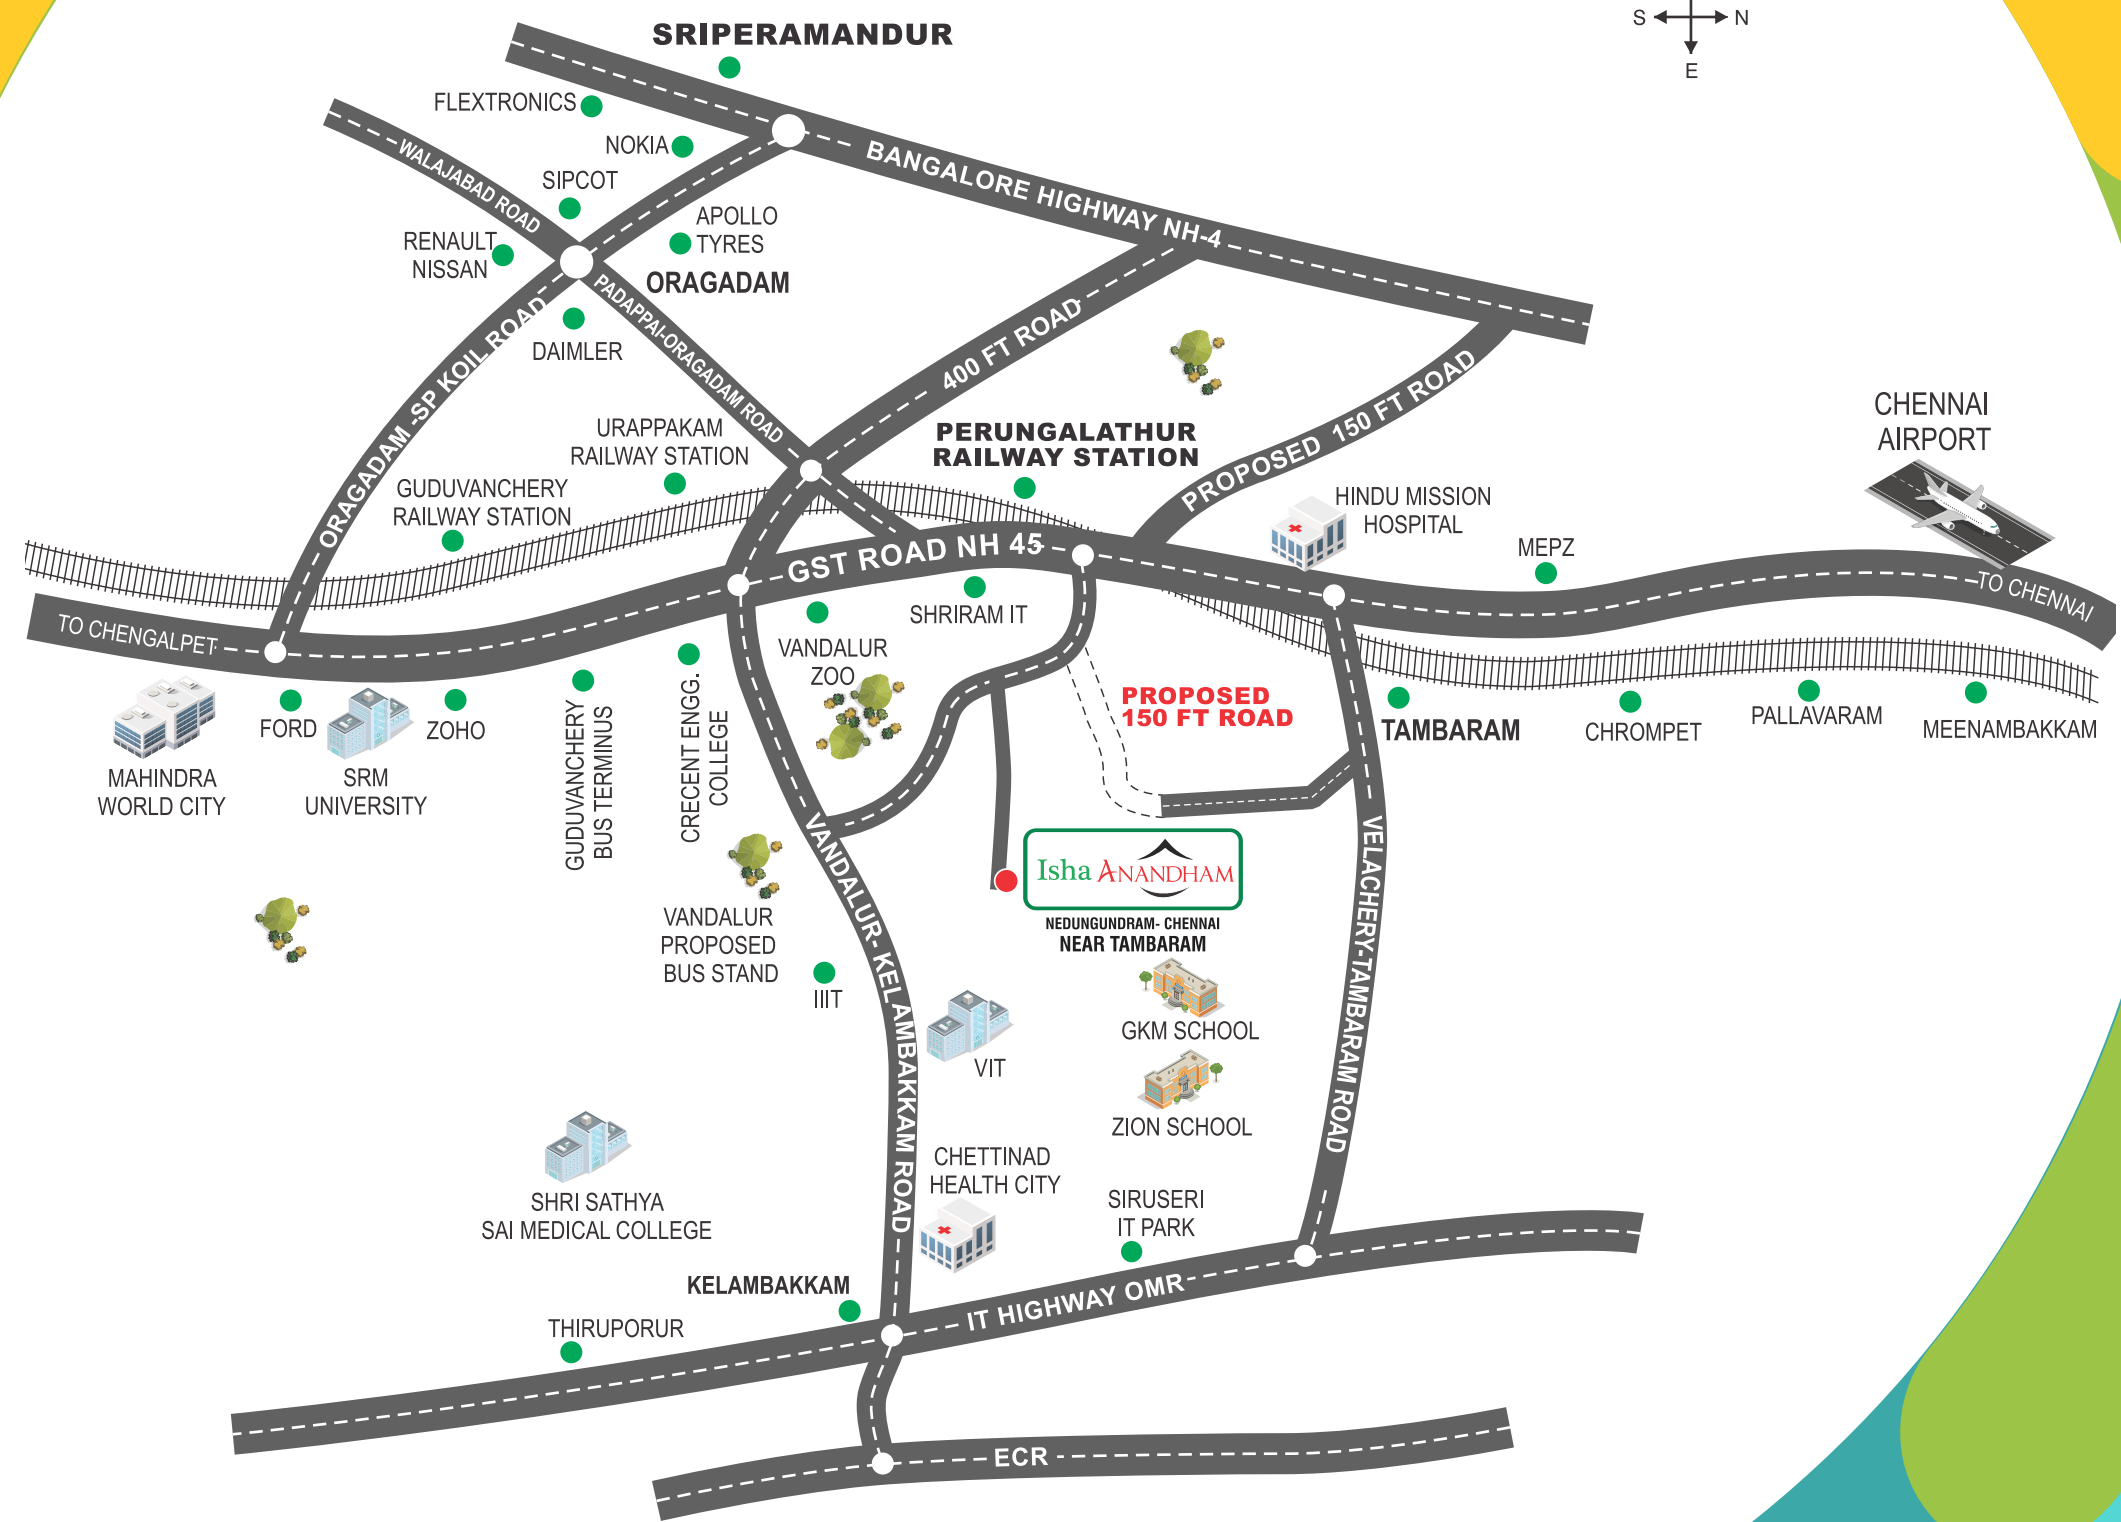 S
N
E
SRIPERAMANDUR
FLEXTRONICS
NOKIA
WALAJABAD ROAD
SIPCOT
BANGALORE HIGHWAY NH-4
RENAULT
NISSAN
APOLLO
TYRES
ORAGADAM
PADAPPAI-ORAGADAM ROAD
ORAGADAM -SP KOIL ROAD
DAIMLER
400 FT ROAD
PROPOSED 150 FT ROAD
CHENNAI
AIRPORT
URAPPAKAM
RAILWAY STATION
PERUNGALATHUR
RAILWAY STATION
GUDUVANCHERY
RAILWAY STATION
HINDU MISSION
HOSPITAL
MEPZ
GST ROAD NH 45
TO CHENNAI
TO CHENGALPET
SHRIRAM IT
VANDALUR
ZOO
PROPOSED
150 FT ROAD
TAMBARAM
CHROMPET
PALLAVARAM
MEENAMBAKKAM
FORD
ZOHO
MAHINDRA
WORLD CITY
SRM
UNIVERSITY
GUDUVANCHERY
BUS TERMINUS
CRECENT ENGG.
COLLEGE
VANDALUR- KELAMBAKKAM ROAD
VELACHERY-TAMBARAM ROAD
Isha ANANDHAM
NEDUNGUNDRAM- CHENNAI
NEAR TAMBARAM
VANDALUR
PROPOSED
BUS STAND
IIIT
VIT
GKM SCHOOL
ZION SCHOOL
CHETTINAD
HEALTH CITY
SHRI SATHYA
SAI MEDICAL COLLEGE
SIRUSERI
IT PARK
KELAMBAKKAM
THIRUPORUR
IT HIGHWAY OMR
ECR